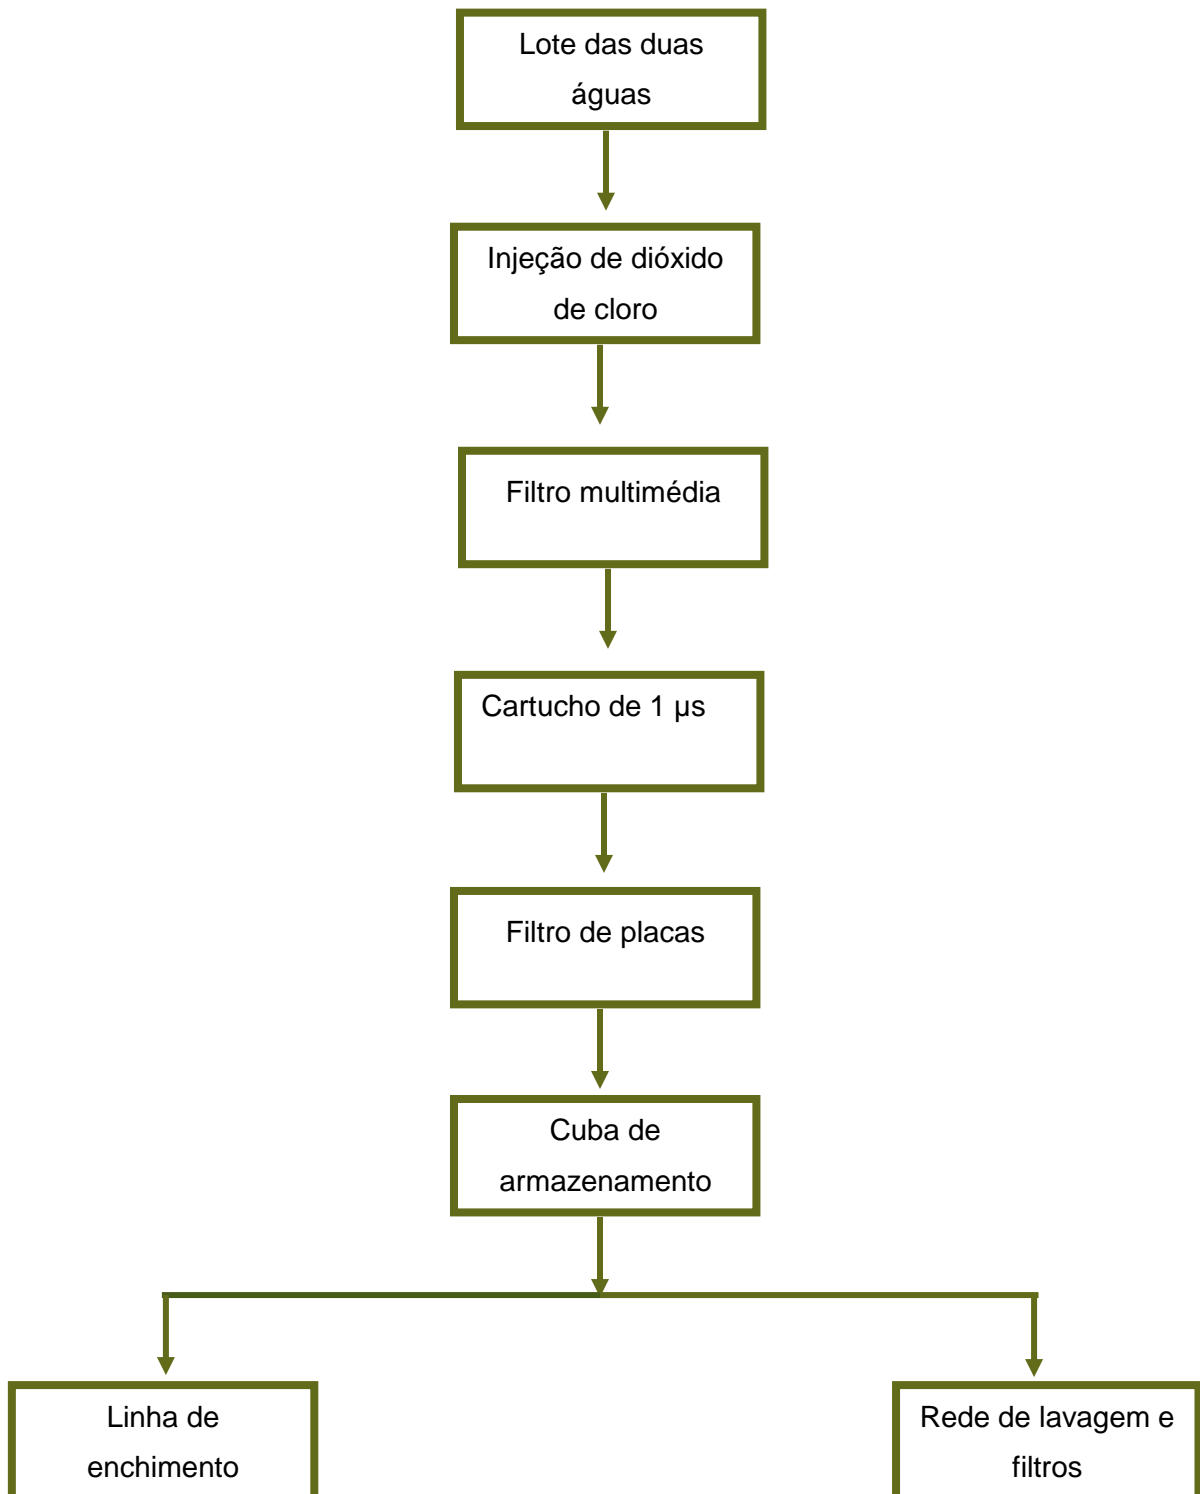 Lote das duas
águas
Injeção de dióxido
de cloro
Filtro multimédia
Cartucho de 1 µs
Filtro de placas
Cuba de
armazenamento
Linha de
enchimento
Rede de lavagem e
filtros